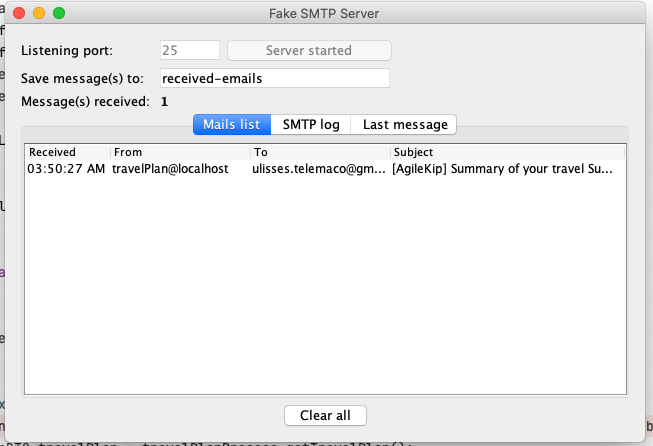 Fake SMTP Server
Listening port: 25 Server started
Save message(s) to: received-emails
Message(s) received: 1
Mails list SMTP log Last message
Received From To Subject
03:50:27 AM travelPlan@localhost ulisses.telemaco@gm... [AgileKip] Summary of your travel Su...
Clear all